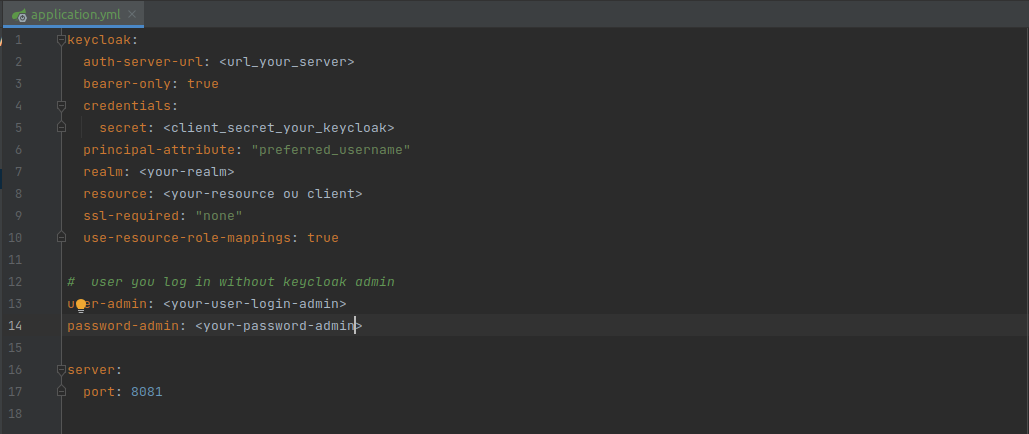 application.yml
1 keycloak:
2 auth-server-url: <url_your_server>
3 bearer-only: true
4 credentials:
5 secret: <client_secret_your_keycloak>
6 principal-attribute: "preferred_username"
7 realm: <your-realm>
8 resource: <your-resource ou client>
9 ssl-required: "none"
10 use-resource-role-mappings: true
11
12 # user you log in without keycloak admin
13 user-admin: <your-user-login-admin>
14 password-admin: <your-password-admin>
15
16 server:
17 port: 8081
18